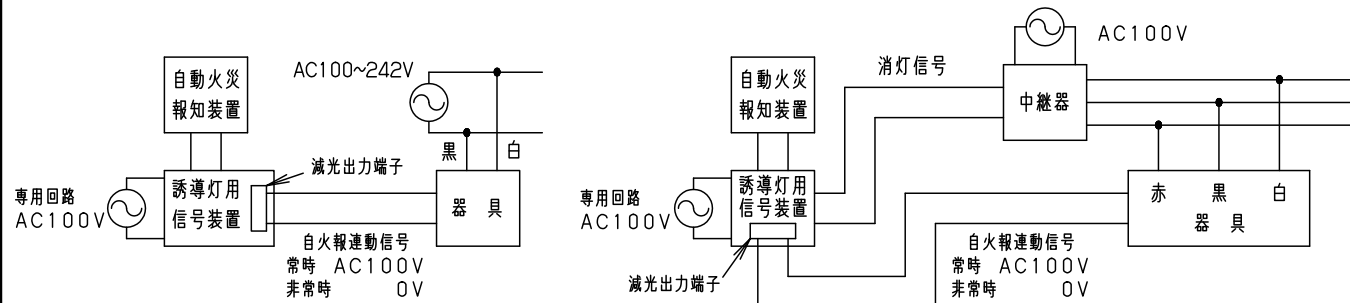 自動火災
報知装置
AC100~242V
黒
白
減光出力端子
専用回路
AC100V
誘導灯用
信号装置
器具
自火報連動信号
常時 AC100V
非常時 0V
AC100V
消灯信号
自動火災
報知装置
中継器
専用回路
AC100V
誘導灯用
信号装置
赤 黒 白
器具
減光出力端子
自火報連動信号
常時 AC100V
非常時 0V